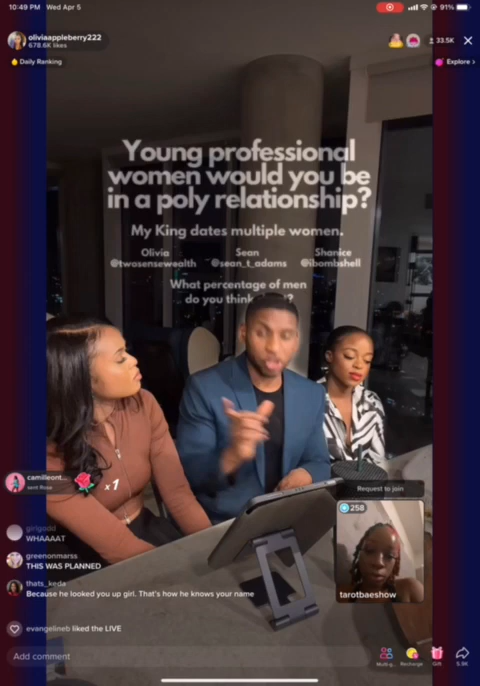 10:49 PM Wed Apr 5
91%
oliviaappleberry222
678.6K likes
33.5K
Daily Ranking
Explore >
Young professional
women would you be
in a poly relationship?
My King dates multiple women.
Olivia Sean Shanice
@twosensewealth @sean_t_adams @ibombshell
What percentage of men
do you think
?
camilleont...
sent Rose
x1
Request to join
258
girlgodd
WHAAAT
greenonmarss
THIS WAS PLANNED
thats_keda
Because he looked you up girl. That's how he knows your name
tarotbaeshow
evangelineb liked the LIVE
Add comment
Multi-g... Recharge Gift 5.9K